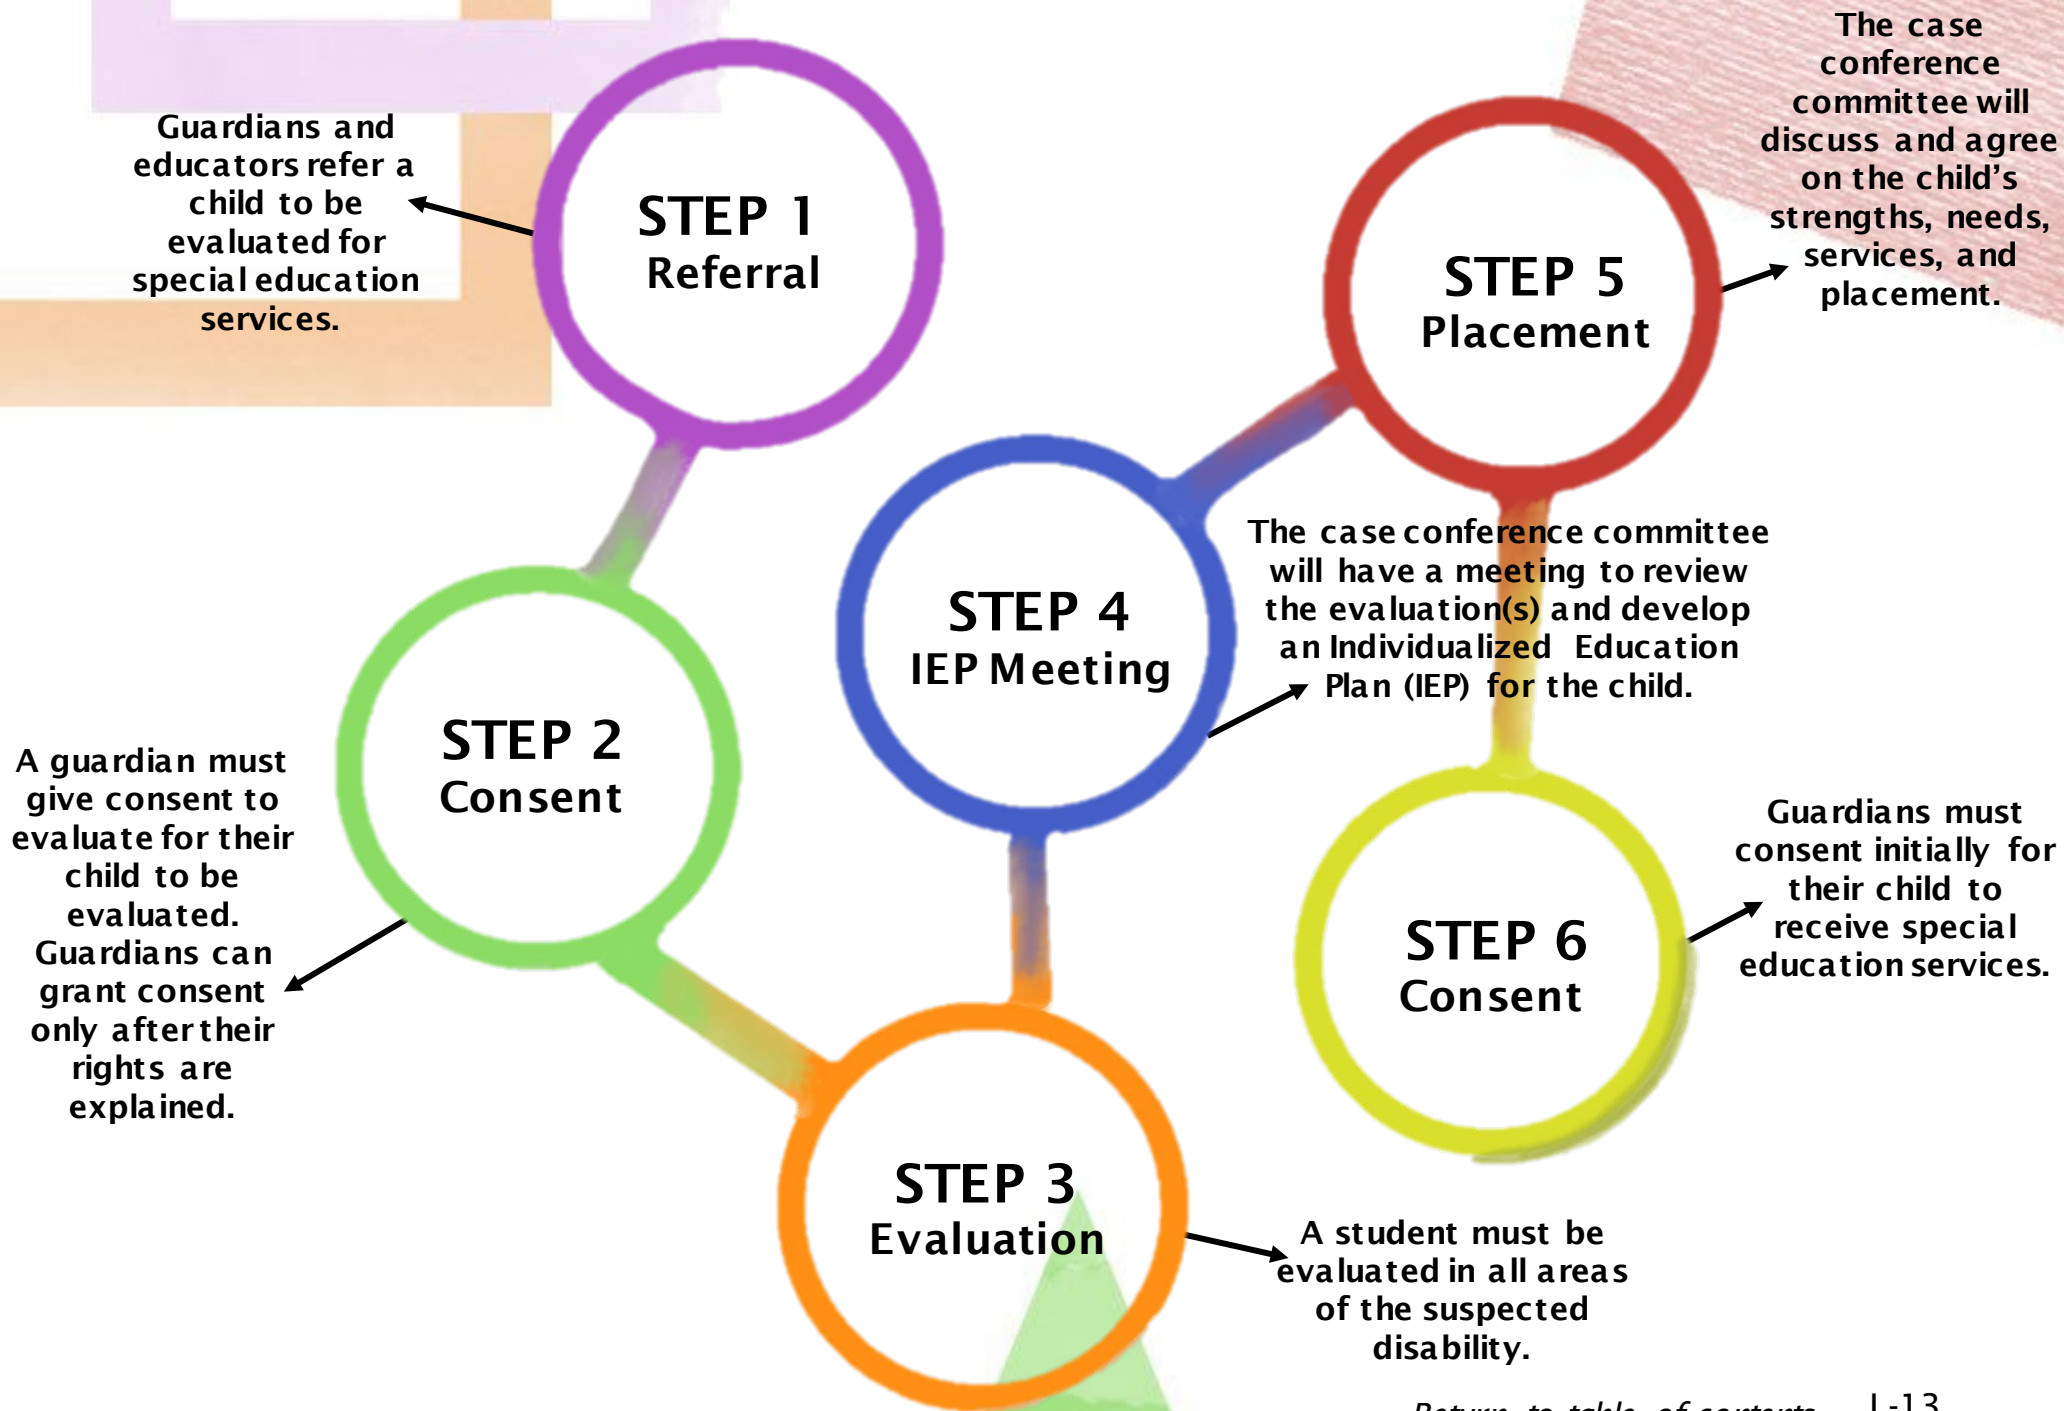 STEP 1
Referral
Guardians and
educators refer a
child to be
evaluated for
special education
services.
STEP 2
Consent
A guardian must
give consent to
evaluate for their
child to be
evaluated.
Guardians can
grant consent
only after their
rights are
explained.
STEP 3
Evaluation
A student must be
evaluated in all areas
of the suspected
disability.
STEP 4
IEP Meeting
The case conference committee
will have a meeting to review
the evaluation(s) and develop
an Individualized Education
Plan (IEP) for the child.
STEP 5
Placement
The case
conference
committee will
discuss and agree
on the child’s
strengths, needs,
services, and
placement.
STEP 6
Consent
Guardians must
consent initially for
their child to
receive special
education services.
Return to table of contents